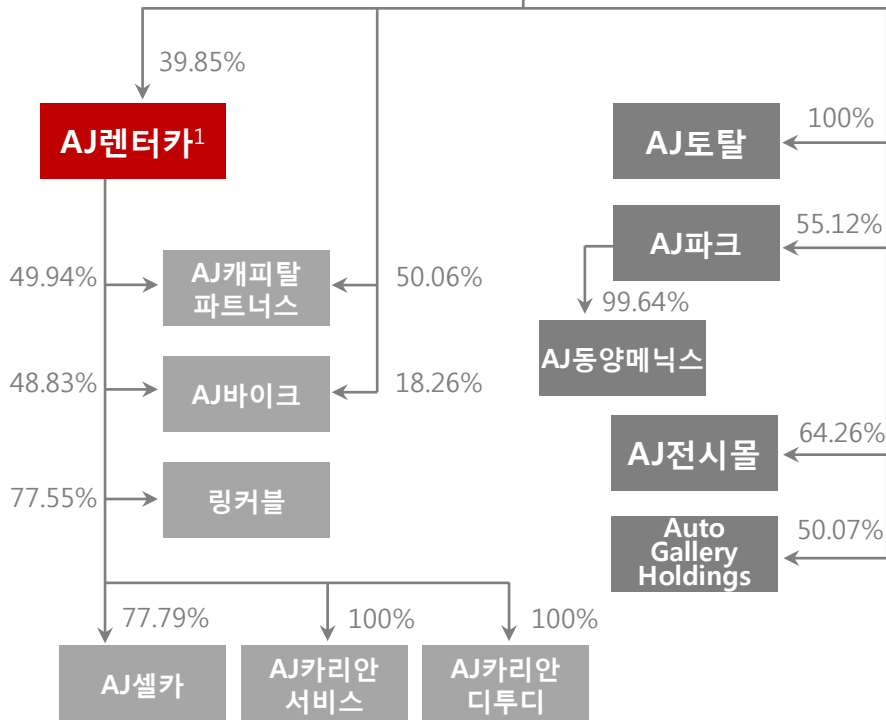 39.85%
AJ렌터카1
100%
AJ토탈
55.12%
AJ파크
99.64%
AJ동양메닉스
49.94%
AJ캐피탈
파트너스
50.06%
48.83%
AJ바이크
18.26%
64.26%
AJ전시몰
77.55%
링커블
50.07%
Auto
Gallery
Holdings
77.79%
100%
100%
AJ셀카
AJ카리안
서비스
AJ카리안
디투디